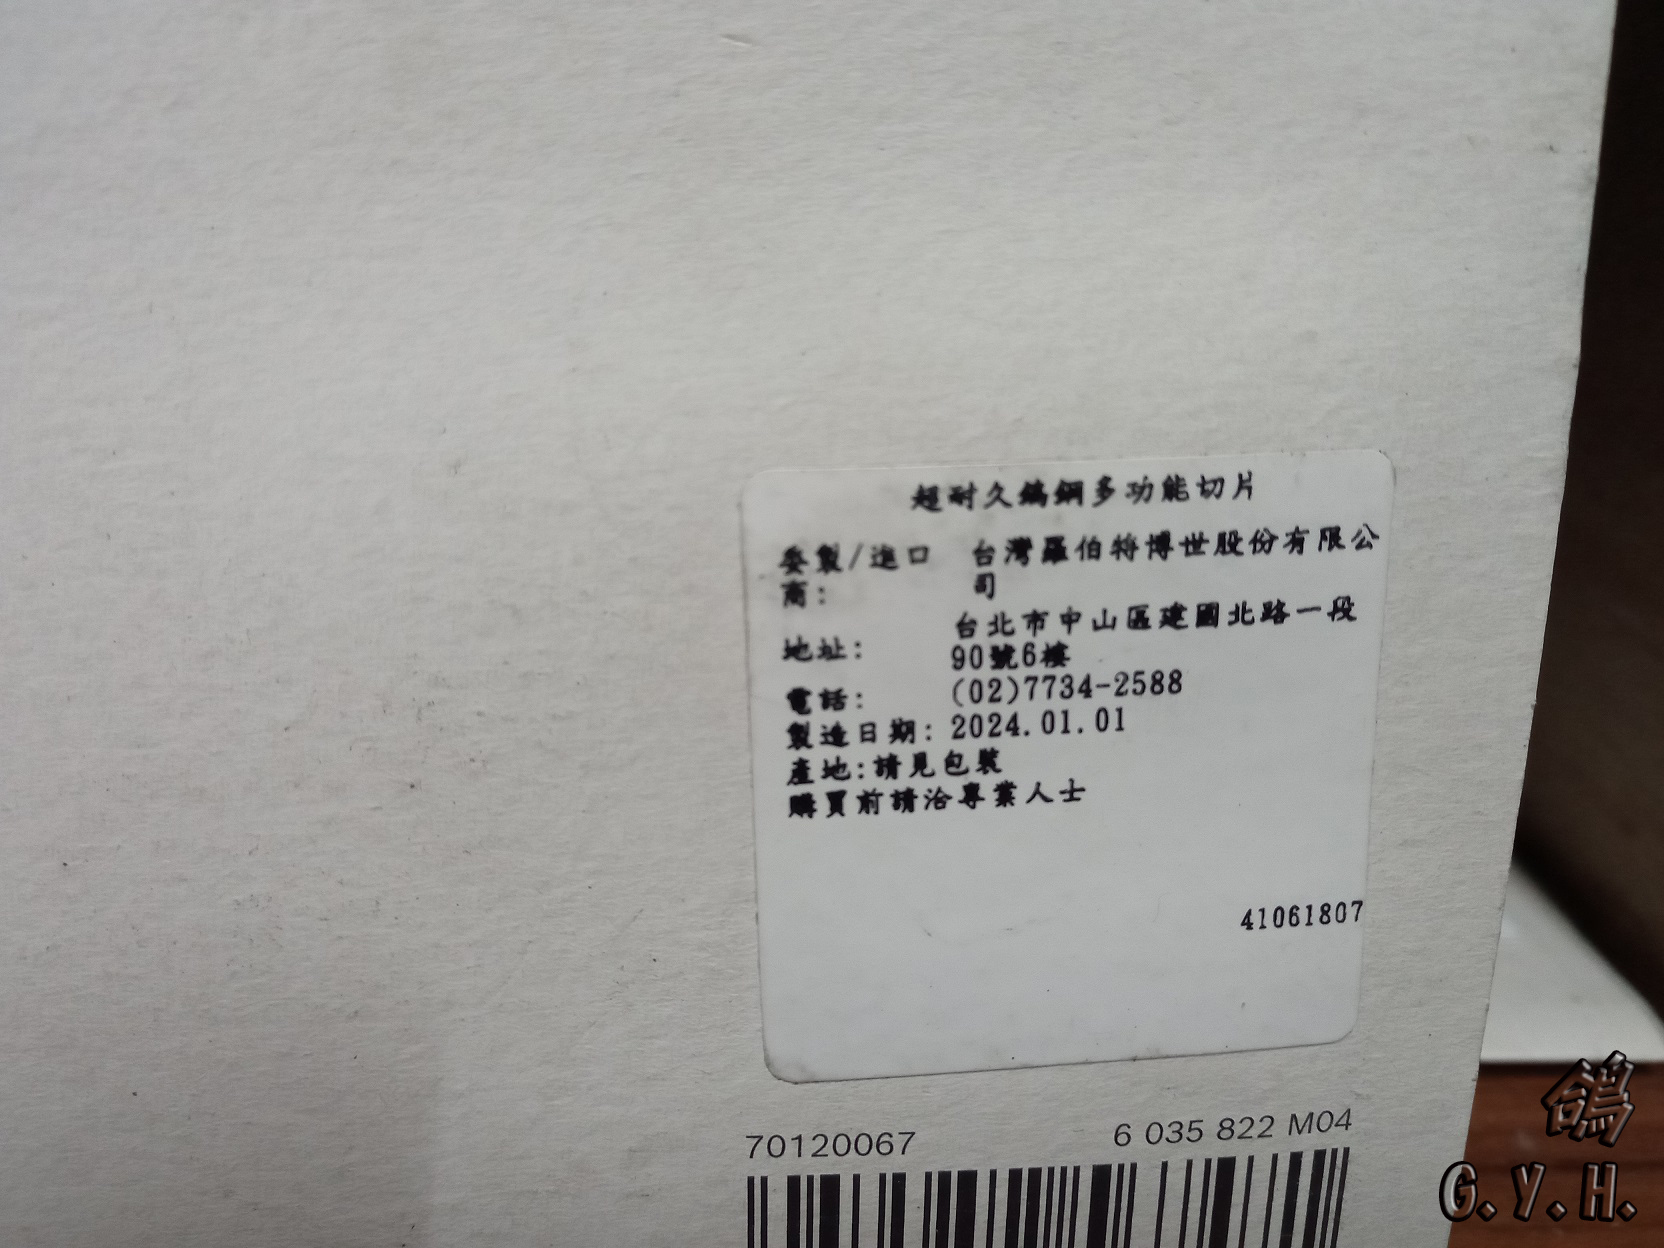 超耐久鎢鋼多功能切片
委製/進口 台灣羅伯特博世股份有限公
商: 司
台北市中山區建國北路一段
地址: 90號6樓
電話: (02)7734-2588
製造日期: 2024.01.01
產地:請見包裝
購買前請洽專業人士
41061807
70120067 6 035 822 M04
鴿
G.Y.H.